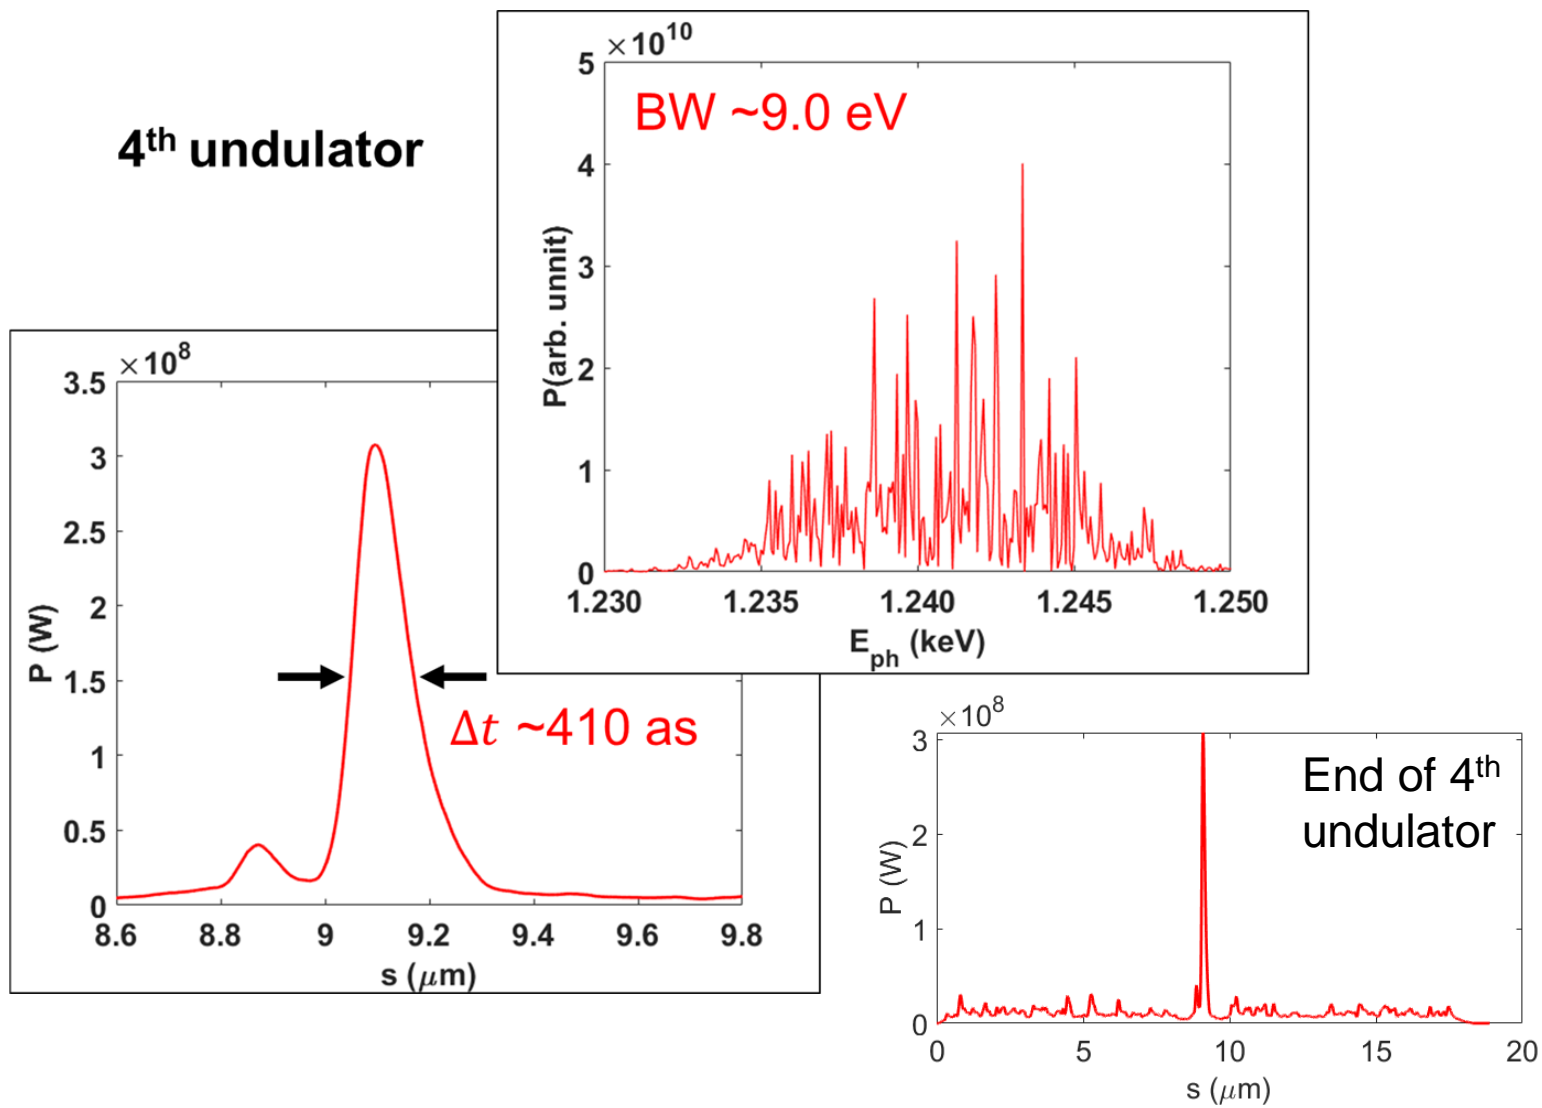 4th undulator
×10^10
5
4
3
2
1
0
BW ~9.0 eV
P(arb. unnit)
1.230 1.235 1.240 1.245 1.250
E_ph (keV)
×10^8
3.5
3
2.5
2
1.5
1
0.5
0
P (W)
Δt ~410 as
8.6 8.8 9 9.2 9.4 9.6 9.8
s (μm)
×10^8
3
2
1
0
P (W)
End of 4th
undulator
0 5 10 15 20
s (μm)